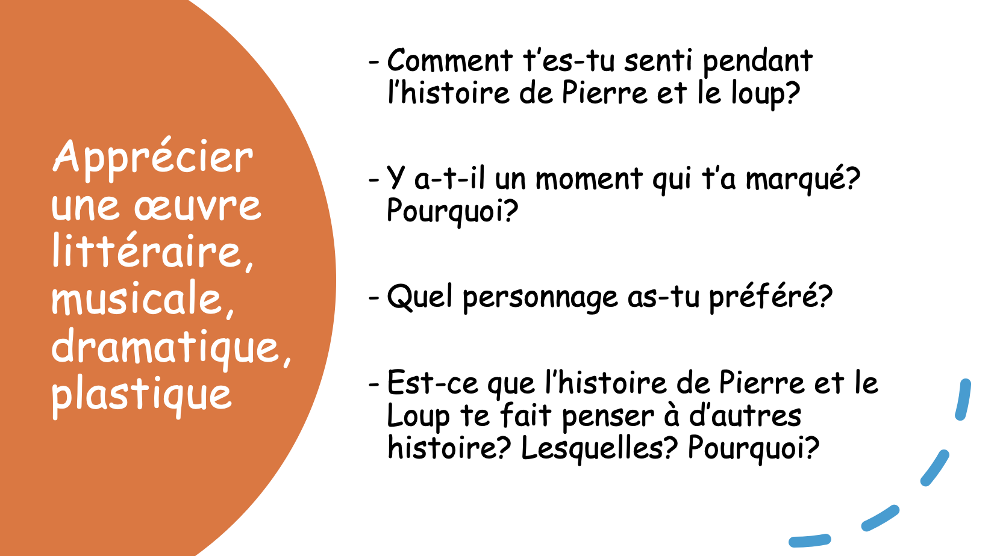 Apprécier
une œuvre
littéraire,
musicale,
dramatique,
plastique
- Comment t’es-tu senti pendant
l’histoire de Pierre et le loup?
- Y a-t-il un moment qui t’a marqué?
Pourquoi?
- Quel personnage as-tu préféré?
- Est-ce que l’histoire de Pierre et le
Loup te fait penser à d’autres
histoire? Lesquelles? Pourquoi?